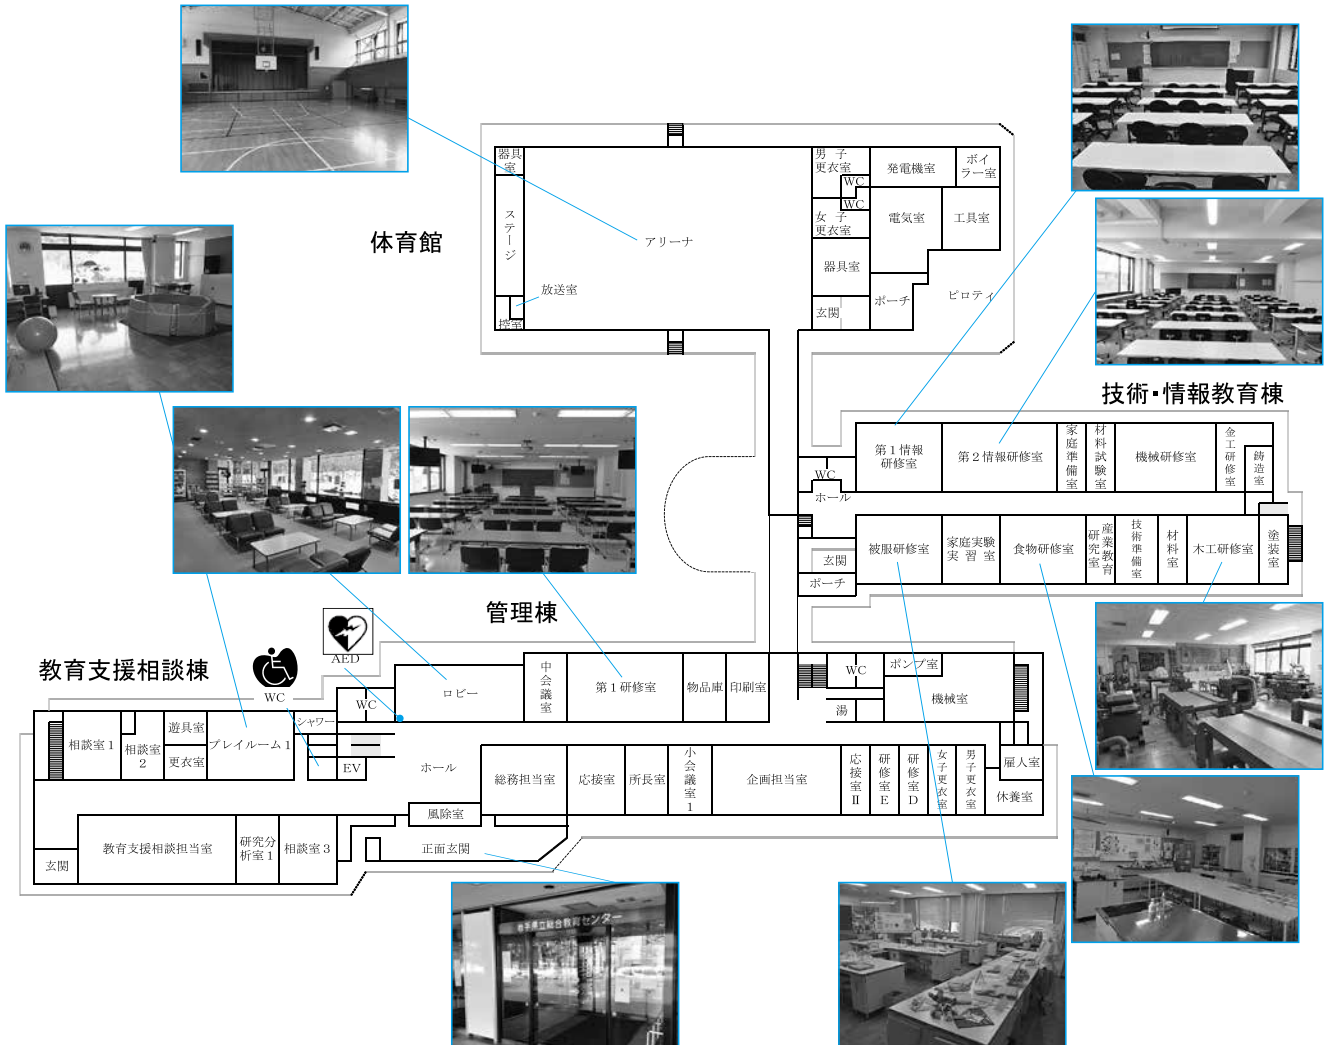 体育館
器具
室
ステージ
放送室
控室
アリーナ
男子
更衣室
WC
WC
女子
更衣室
器具室
玄関
発電機室
ボイ
ラー室
電気室
工具室
ポーチ
ピロティ
技術・情報教育棟
第1情報
研修室
第2情報研修室
家庭準備室
材料試験室
機械研修室
金工研修室
鋳造室
WC
ホール
玄関
ポーチ
被服研修室
家庭実験
実習室
食物研修室
産業教育
研究室
技術準備室
材料室
木工研修室
塗装室
管理棟
AED
WC
ロビー
中会議室
第1研修室
物品庫
印刷室
WC
ポンプ室
湯
機械室
ホール
総務担当室
応接室
所長室
小会議室1
企画担当室
応接室Ⅱ
研修室E
研修室D
女子更衣室
男子更衣室
雇人室
休養室
風除室
正面玄関
教育支援相談棟
WC
シャワー
EV
相談室1
相談室
2
遊具室
更衣室
プレイルーム1
玄関
教育支援相談担当室
研究分
析室1
相談室3
岩手県立総合教育センター